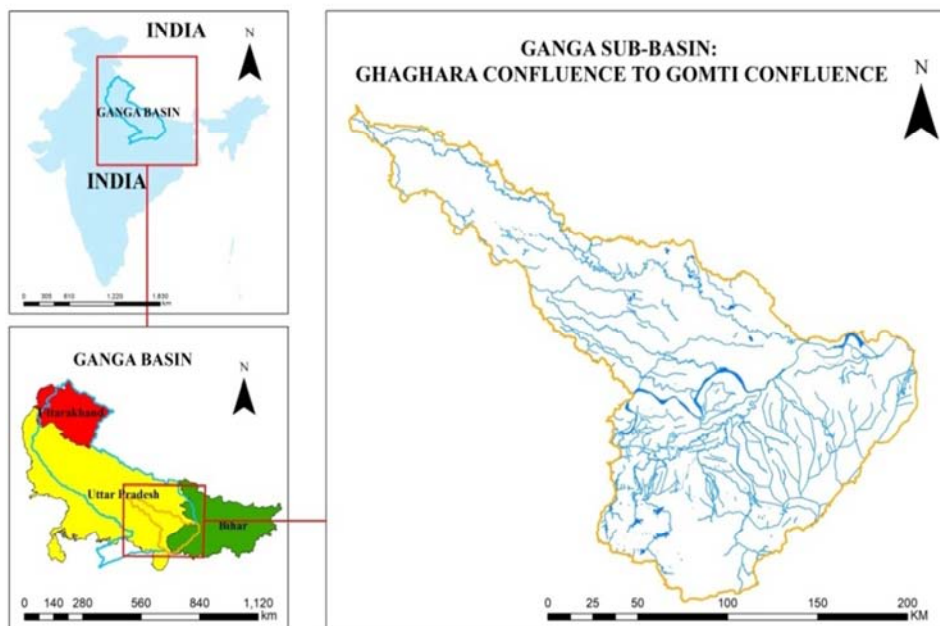 INDIA
N
GANGA BASIN
INDIA
0 305 610 1,220 1,830
km
GANGA BASIN
N
Uttarakhand
Uttar Pradesh
Bihar
0 140 280 560 840 1,120
km
GANGA SUB-BASIN:
GHAGHARA CONFLUENCE TO GOMTI CONFLUENCE
N
0 25 50 100 150 200
KM